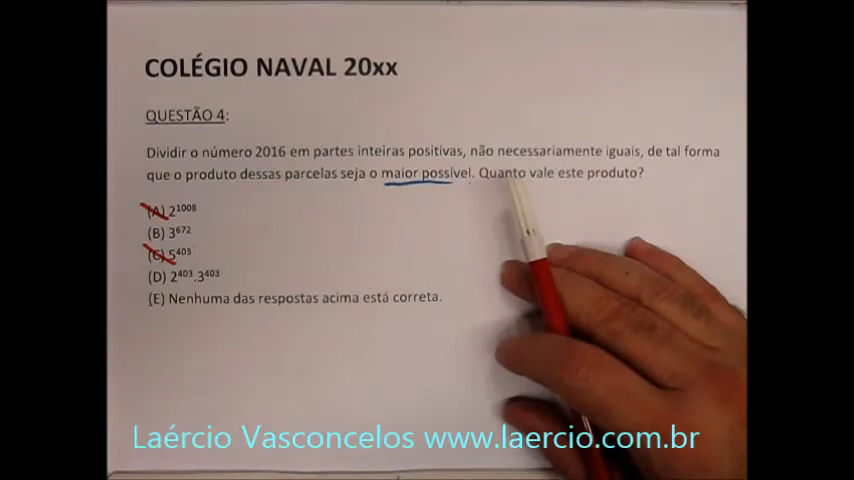 COLÉGIO NAVAL 20xx
QUESTÃO 4:
Dividir o número 2016 em partes inteiras positivas, não necessariamente iguais, de tal forma
que o produto dessas parcelas seja o maior possível. Quanto vale este produto?
(A) 2¹⁰⁰⁸
(B) 3⁶⁷²
(C) 5⁴⁰³
(D) 2⁴⁰³.3⁴⁰³
(E) Nenhuma das respostas acima está correta.
Laércio Vasconcelos www.laercio.com.br